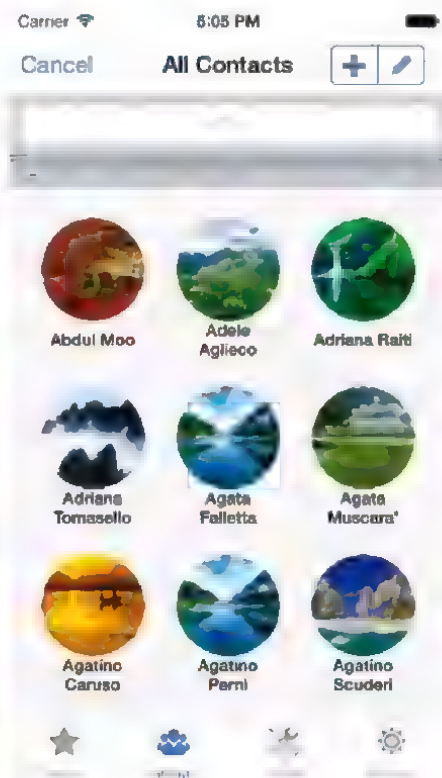 Carrier 5:05 PM
Cancel All Contacts
Abdul Moo
Adele
Aglieco
Adriana Raiti
Adriana
Tomasello
Agata
Falletta
Agata
Muscara'
Agatino
Caruso
Agatino
Perni
Agatino
Scuderi